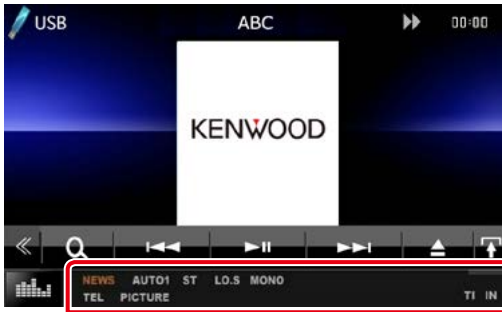 USB ABC 00:00
KENWOOD
NEWS AUTO1 ST LO.S MONO
TEL PICTURE TI IN